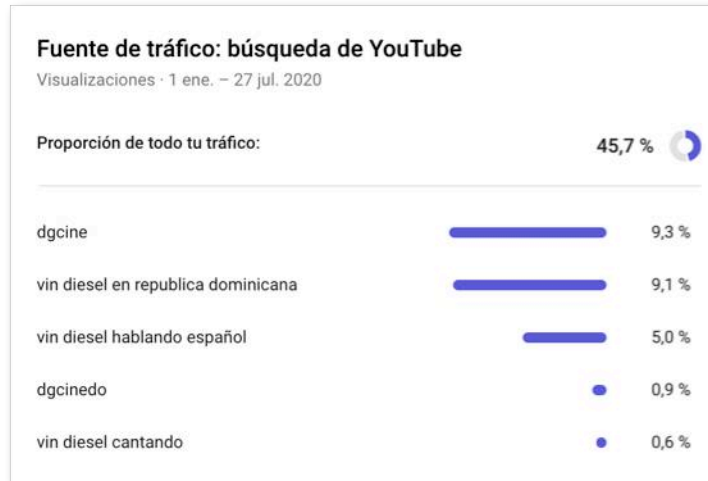 Fuente de tráfico: búsqueda de YouTube
Visualizaciones · 1 ene. – 27 jul. 2020
Proporción de todo tu tráfico: 45,7 %
dgcine 9,3 %
vin diesel en republica dominicana 9,1 %
vin diesel hablando español 5,0 %
dgcinedo 0,9 %
vin diesel cantando 0,6 %